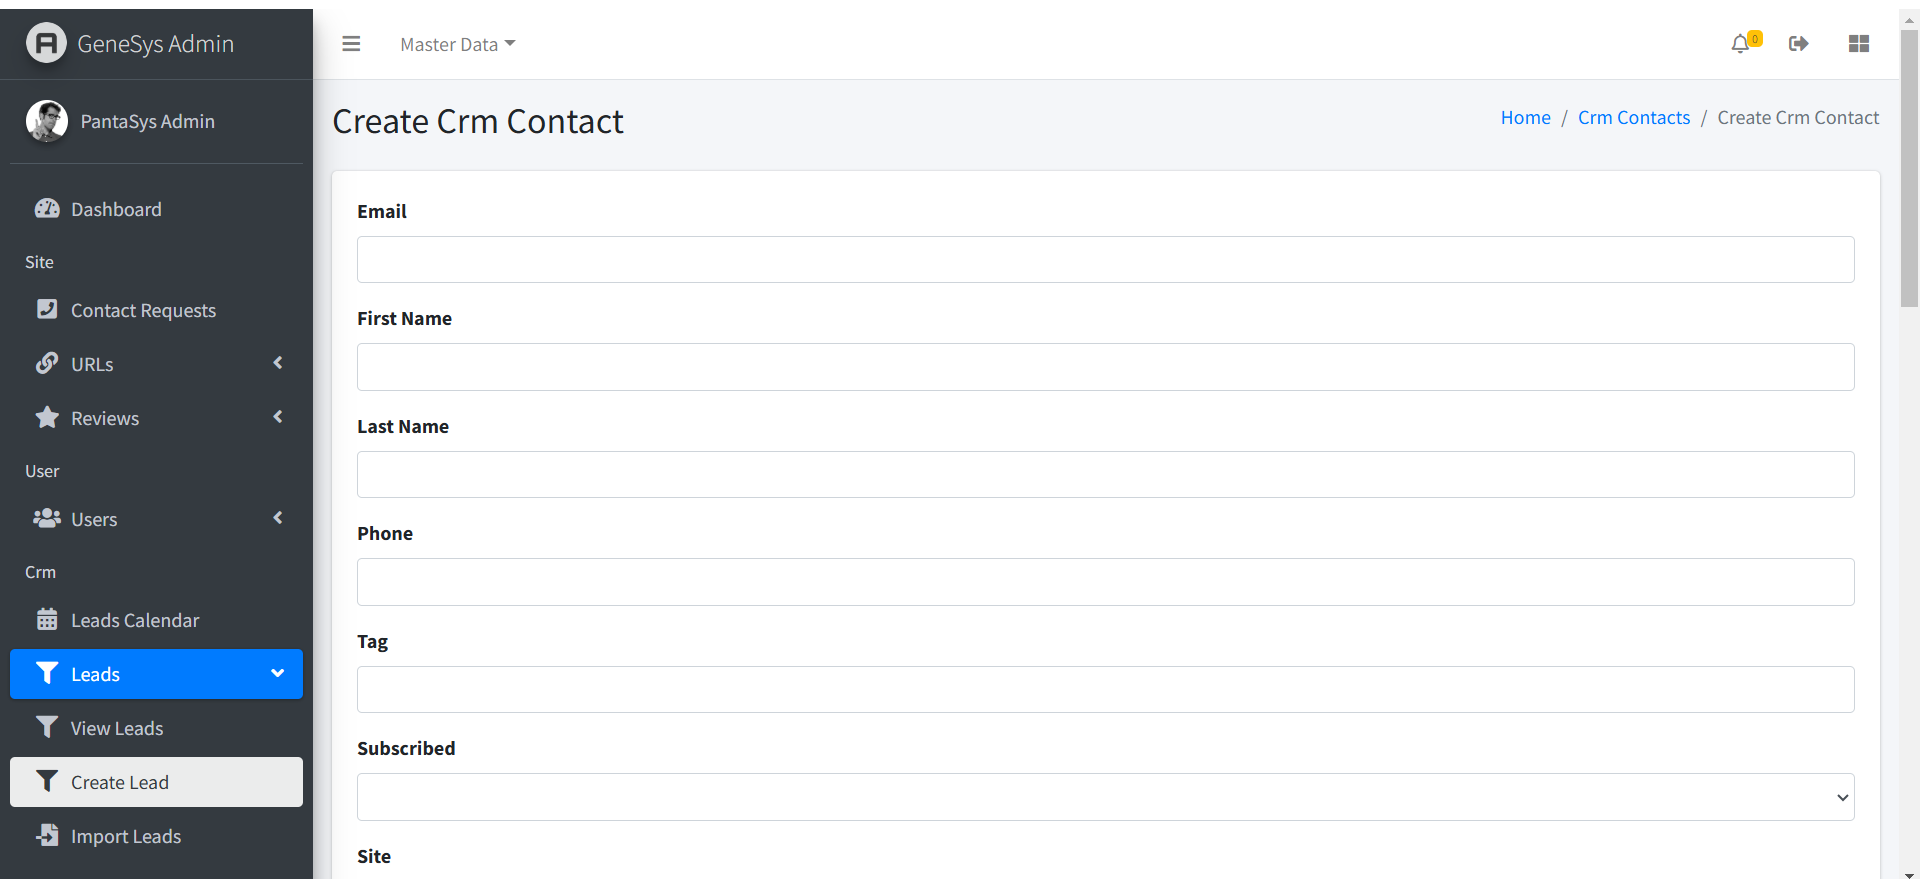 GeneSys Admin
PantaSys Admin
Dashboard
Site
Contact Requests
URLs
Reviews
User
Users
Crm
Leads Calendar
Leads
View Leads
Create Lead
Import Leads
Master Data
0
Create Crm Contact
Home / Crm Contacts / Create Crm Contact
Email
First Name
Last Name
Phone
Tag
Subscribed
Site